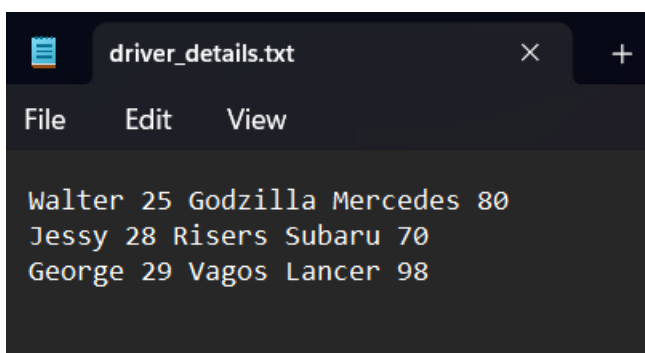 driver_details.txt
File Edit View
Walter 25 Godzilla Mercedes 80
Jessy 28 Risers Subaru 70
George 29 Vagos Lancer 98